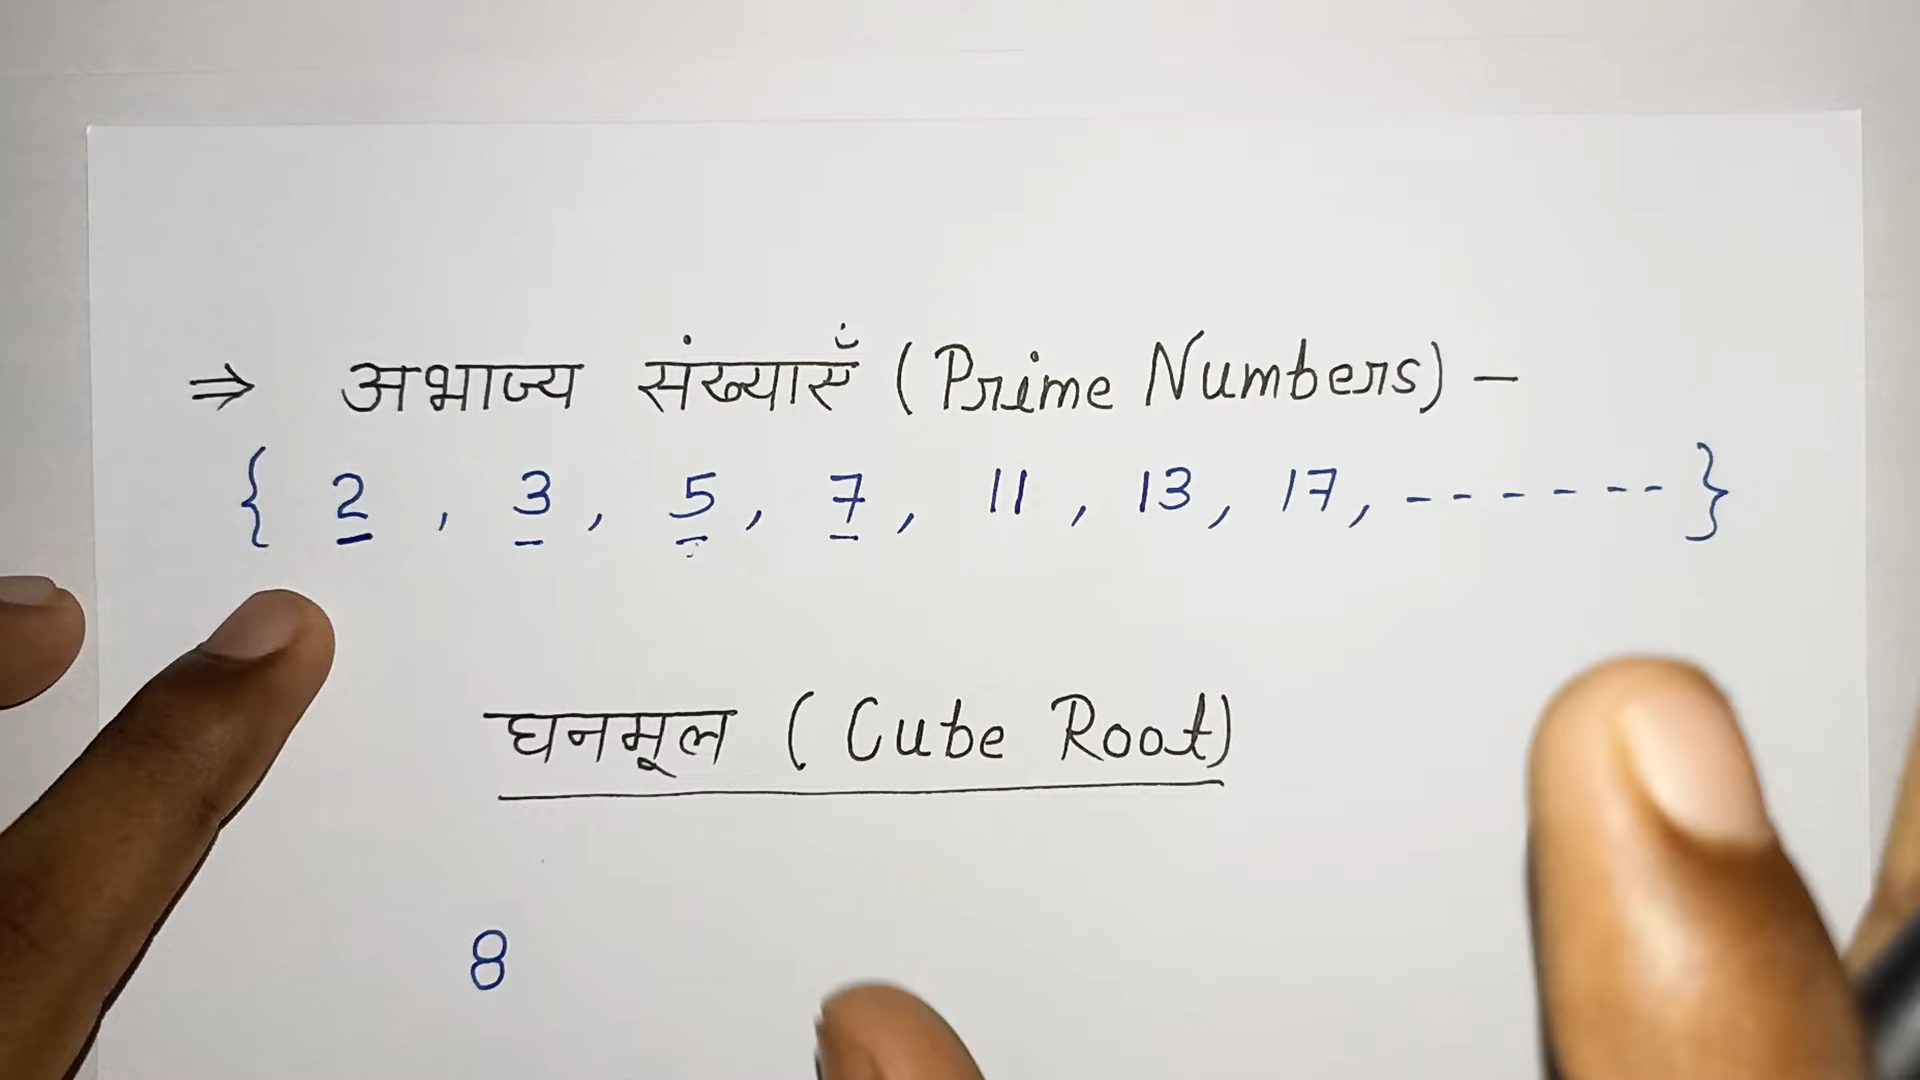 ⇒ अभाज्य संख्याएँ (Prime Numbers) –
{ 2 , 3 , 5 , 7 , 11 , 13 , 17 , ------- }
घनमूल ( Cube Root)
8